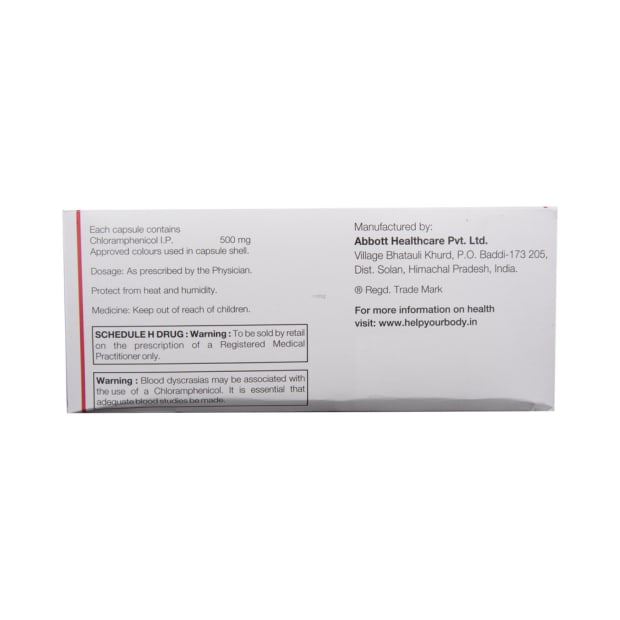 Each capsule contains
Chloramphenicol I.P. 500 mg
Approved colours used in capsule shell.
Dosage: As prescribed by the Physician.
Protect from heat and humidity.
Medicine: Keep out of reach of children.
SCHEDULE H DRUG : Warning : To be sold by retail
on the prescription of a Registered Medical
Practitioner only.
Warning : Blood dyscrasias may be associated with
the use of a Chloramphenicol. It is essential that
adequate blood studies be made.
Manufactured by:
Abbott Healthcare Pvt. Ltd.
Village Bhatauli Khurd, P.O. Baddi-173 205,
Dist. Solan, Himachal Pradesh, India.
® Regd. Trade Mark
For more information on health
visit: www.helpyourbody.in